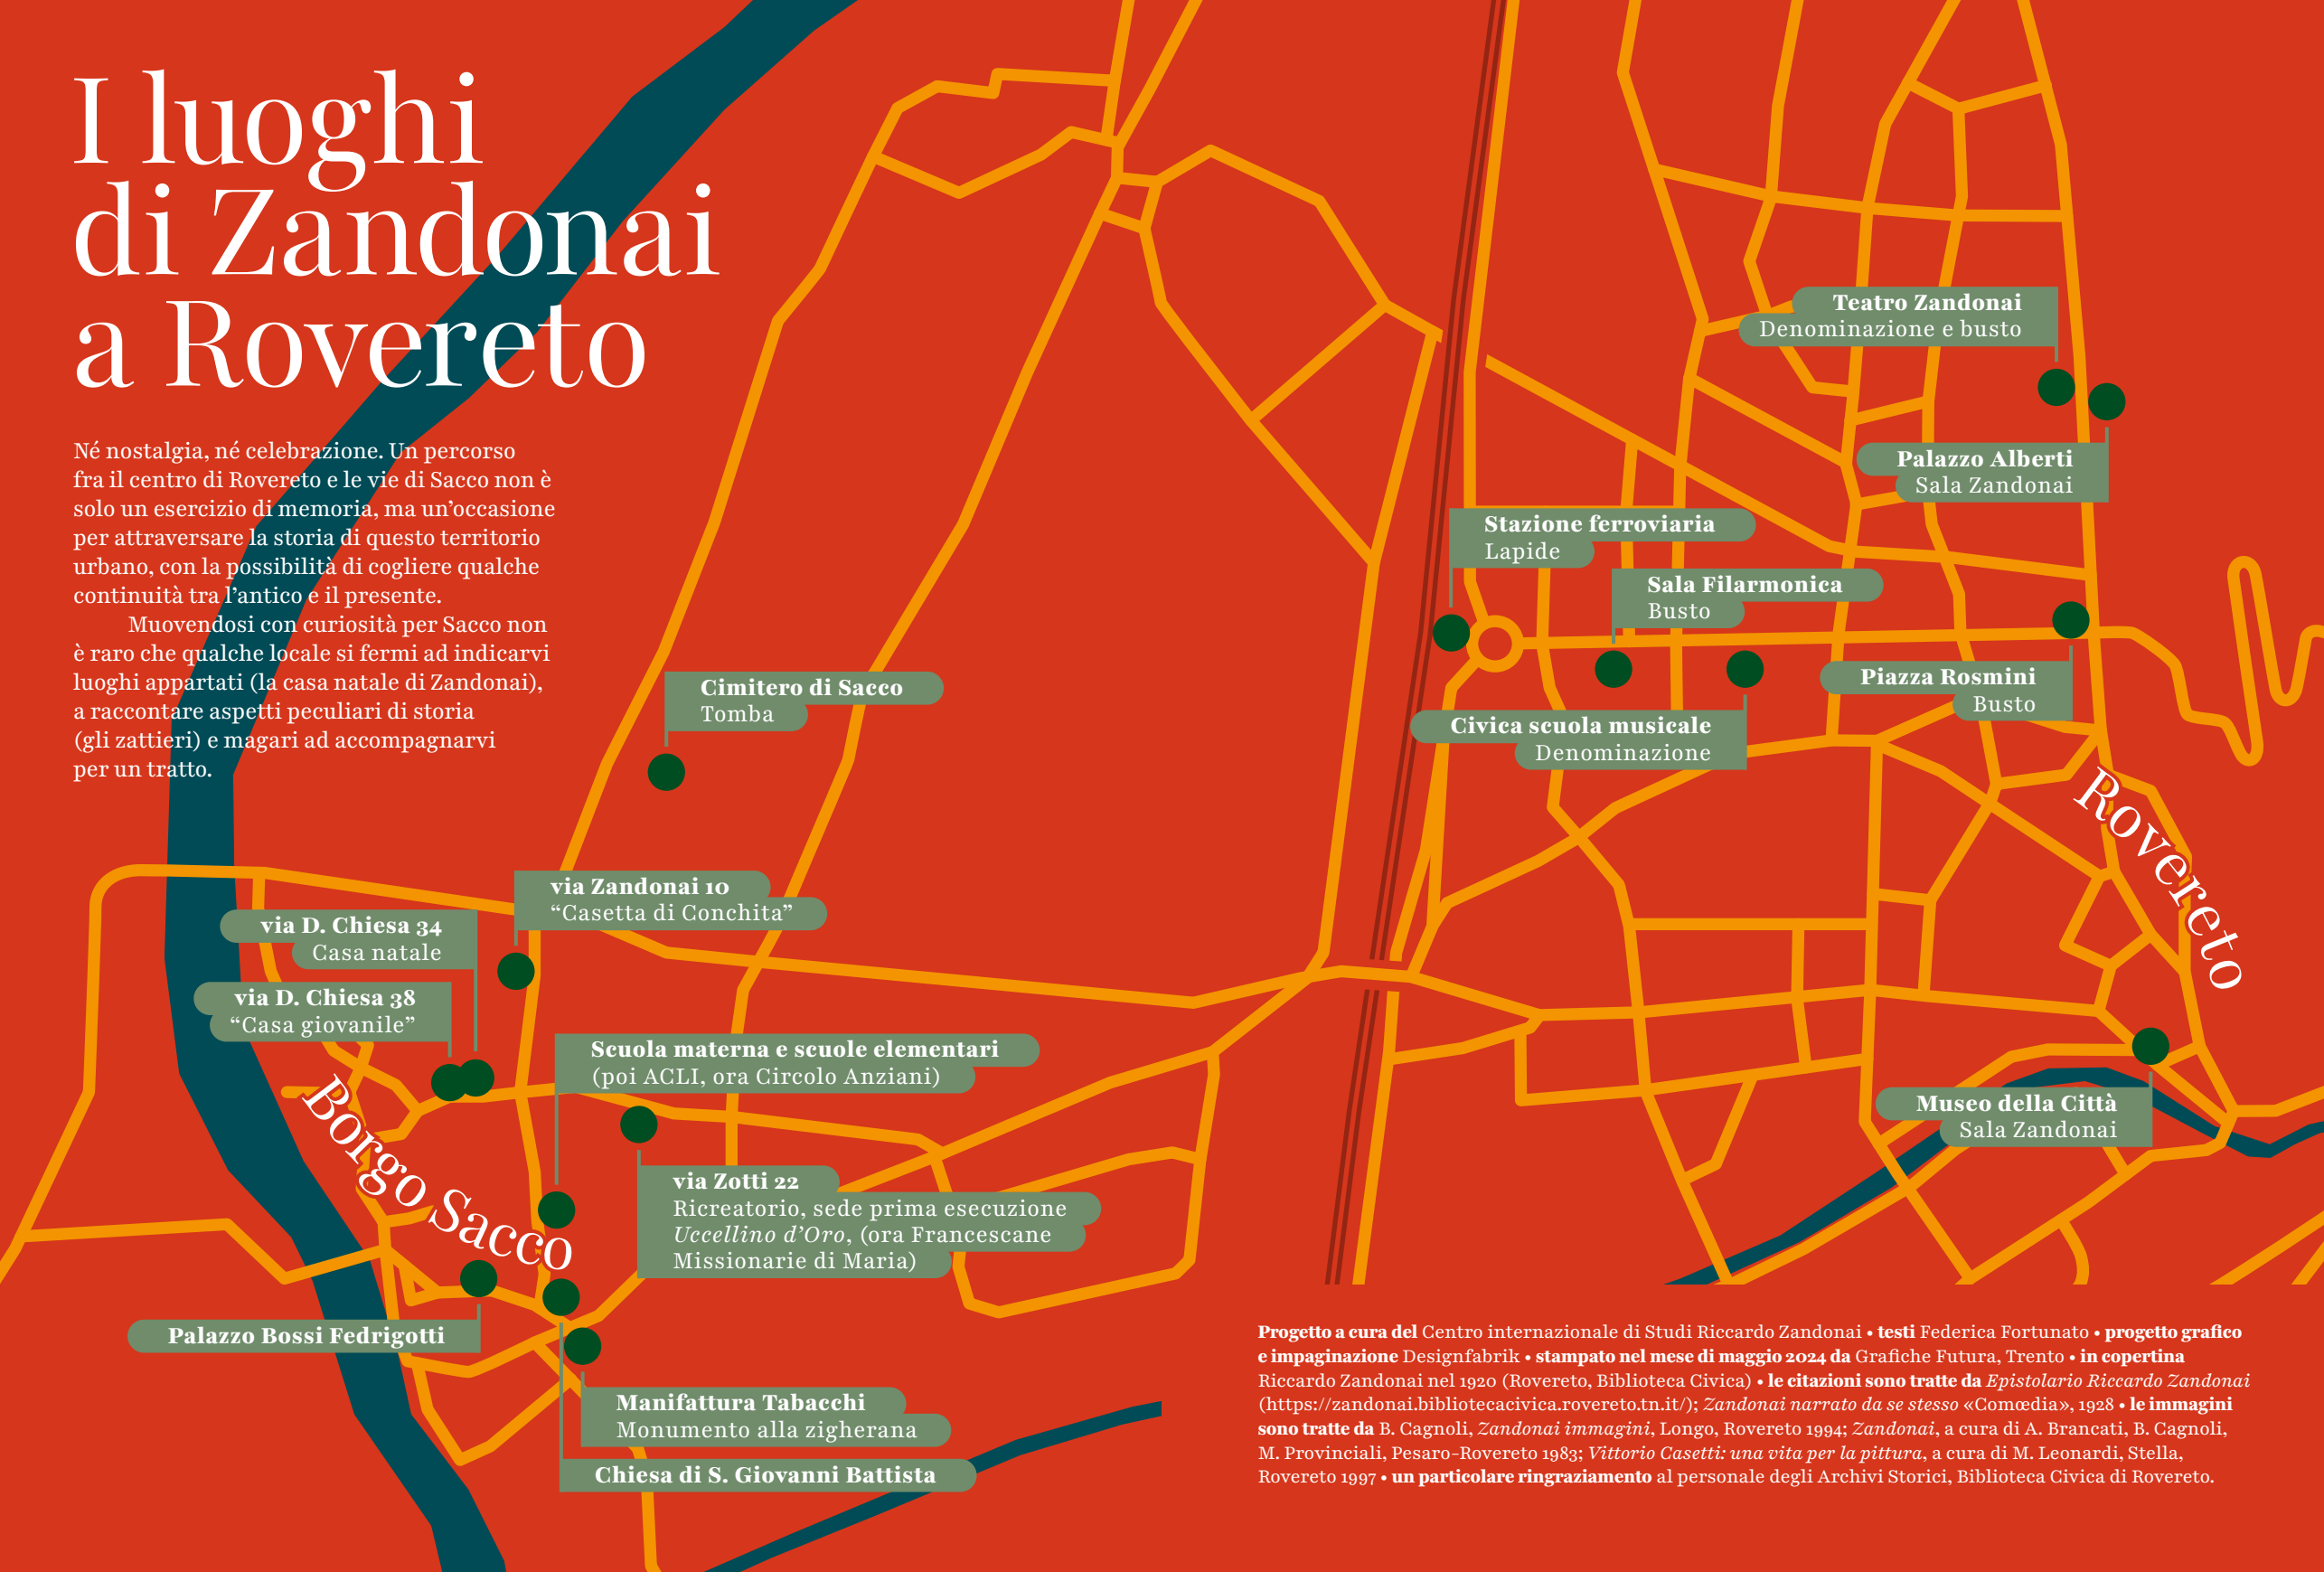 I luoghi
di Zandonai
a Rovereto
Né nostalgia, né celebrazione. Un percorso
fra il centro di Rovereto e le vie di Sacco non è
solo un esercizio di memoria, ma un’occasione
per attraversare la storia di questo territorio
urbano, con la possibilità di cogliere qualche
continuità tra l’antico e il presente.
Muovendosi con curiosità per Sacco non
è raro che qualche locale si fermi ad indicarvi
luoghi appartati (la casa natale di Zandonai),
a raccontare aspetti peculiari di storia
(gli zattieri) e magari ad accompagnarvi
per un tratto.
Teatro Zandonai
Denominazione e busto
Palazzo Alberti
Sala Zandonai
Stazione ferroviaria
Lapide
Sala Filarmonica
Busto
Piazza Rosmini
Busto
Civica scuola musicale
Denominazione
Cimitero di Sacco
Tomba
Rovereto
via Zandonai 10
“Casetta di Conchita”
via D. Chiesa 34
Casa natale
via D. Chiesa 38
“Casa giovanile”
Scuola materna e scuole elementari
(poi ACLI, ora Circolo Anziani)
Museo della Città
Sala Zandonai
Borgo Sacco
via Zotti 22
Ricreatorio, sede prima esecuzione
Uccellino d’Oro, (ora Francescane
Missionarie di Maria)
Palazzo Bossi Fedrigotti
Manifattura Tabacchi
Monumento alla zigherana
Chiesa di S. Giovanni Battista
Progetto a cura del Centro internazionale di Studi Riccardo Zandonai • testi Federica Fortunato • progetto grafico
e impaginazione Designfabrik • stampato nel mese di maggio 2024 da Grafiche Futura, Trento • in copertina
Riccardo Zandonai nel 1920 (Rovereto, Biblioteca Civica) • le citazioni sono tratte da Epistolario Riccardo Zandonai
(https://zandonai.bibliotecacivica.rovereto.tn.it/); Zandonai narrato da se stesso «Comœdia», 1928 • le immagini
sono tratte da B. Cagnoli, Zandonai immagini, Longo, Rovereto 1994; Zandonai, a cura di A. Brancati, B. Cagnoli,
M. Provinciali, Pesaro-Rovereto 1983; Vittorio Casetti: una vita per la pittura, a cura di M. Leonardi, Stella,
Rovereto 1997 • un particolare ringraziamento al personale degli Archivi Storici, Biblioteca Civica di Rovereto.